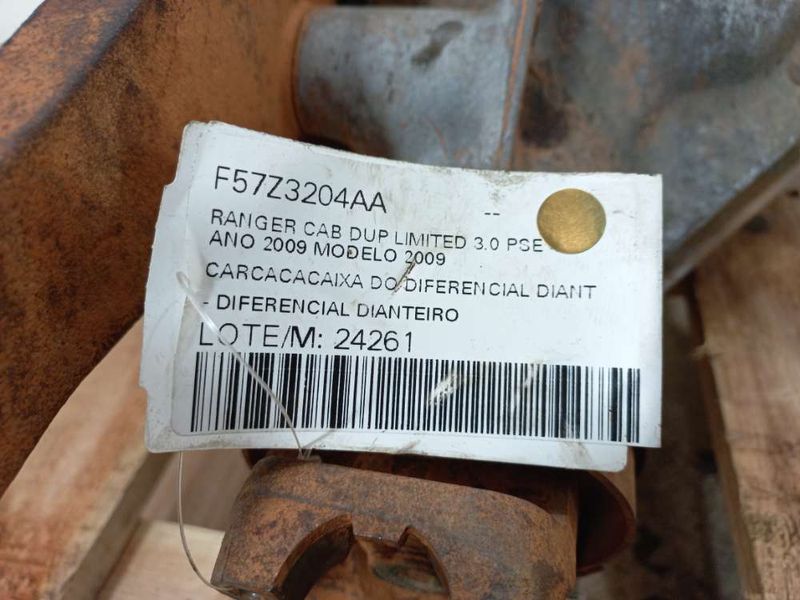 F57Z3204AA --
RANGER CAB DUP LIMITED 3.0 PSE
ANO 2009 MODELO 2009
CARCACACAIXA DO DIFERENCIAL DIANT
- DIFERENCIAL DIANTEIRO
LOTE/M: 24261